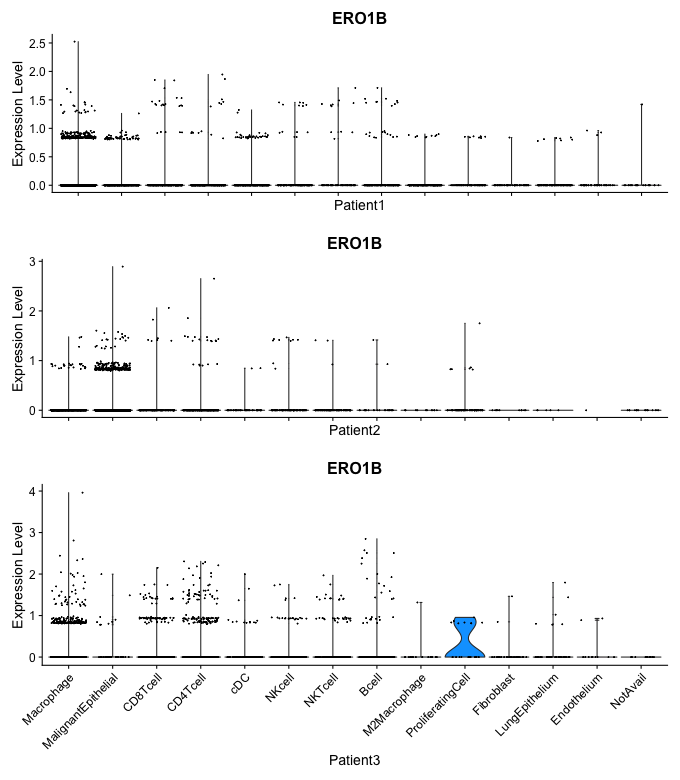 ERO1B
Expression Level
2.5
2.0
1.5
1.0
0.5
0.0
Patient1
ERO1B
Expression Level
3
2
1
0
Patient2
ERO1B
Expression Level
4
3
2
1
0
Macrophage
MalignantEpithelial
CD8Tcell
CD4Tcell
cDC
NKcell
NKTcell
Bcell
M2Macrophage
ProliferatingCell
Fibroblast
LungEpithelium
Endothelium
NotAvail
Patient3